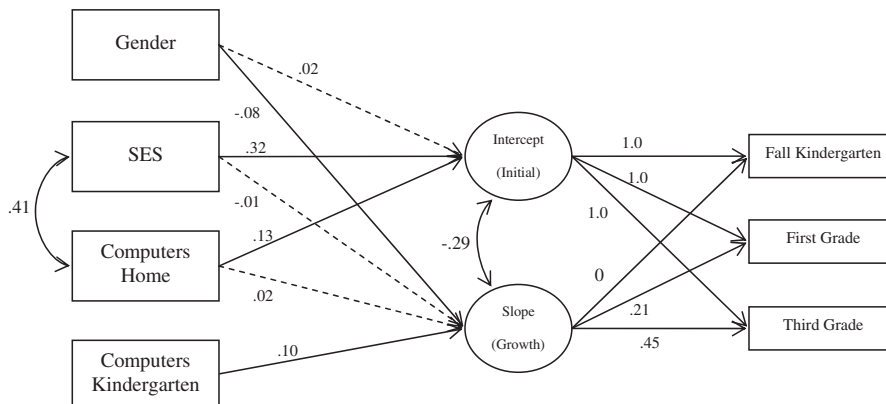 Gender
.02
-.08
Intercept
(Initial)
1.0
Fall Kindergarten
SES
.32
1.0
-.01
1.0
.41
.13
-.29
First Grade
Computers
Home
.02
0
Slope
(Growth)
.21
Third Grade
.45
.10
Computers
Kindergarten